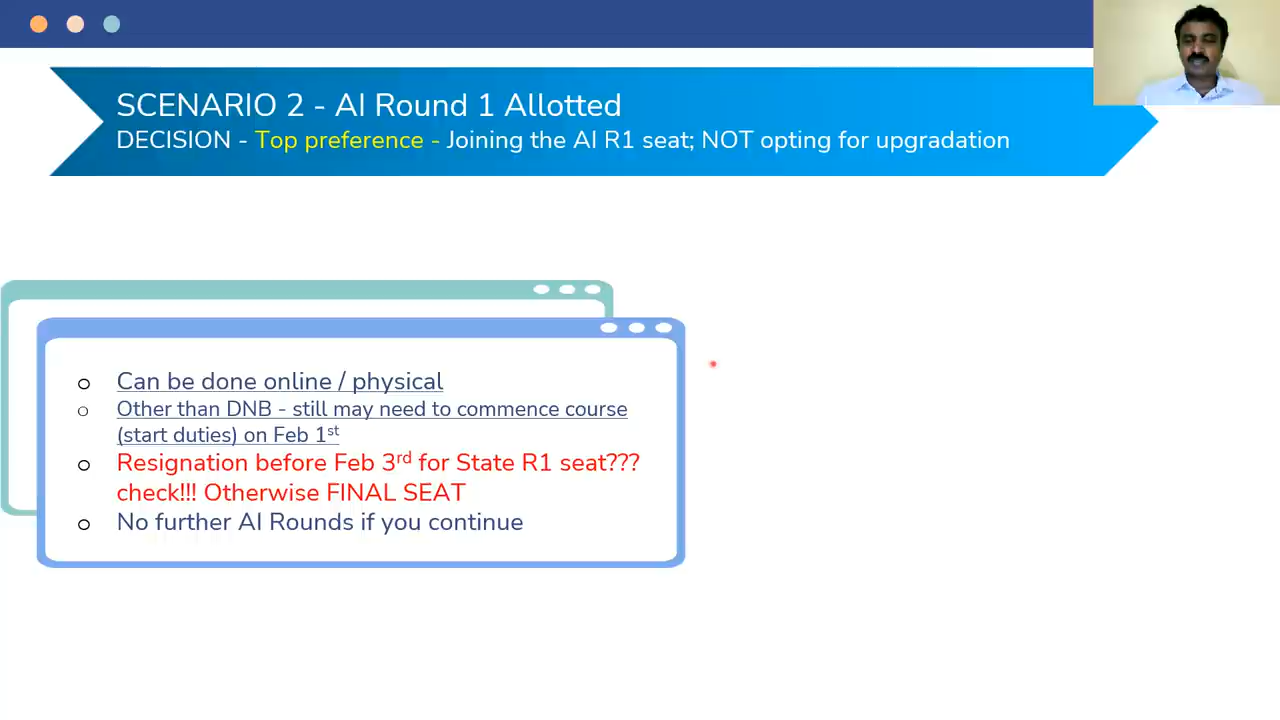 SCENARIO 2 - AI Round 1 Allotted
DECISION - Top preference - Joining the AI R1 seat; NOT opting for upgradation
Can be done online / physical
Other than DNB - still may need to commence course
(start duties) on Feb 1st
Resignation before Feb 3rd for State R1 seat???
check!!! Otherwise FINAL SEAT
No further AI Rounds if you continue